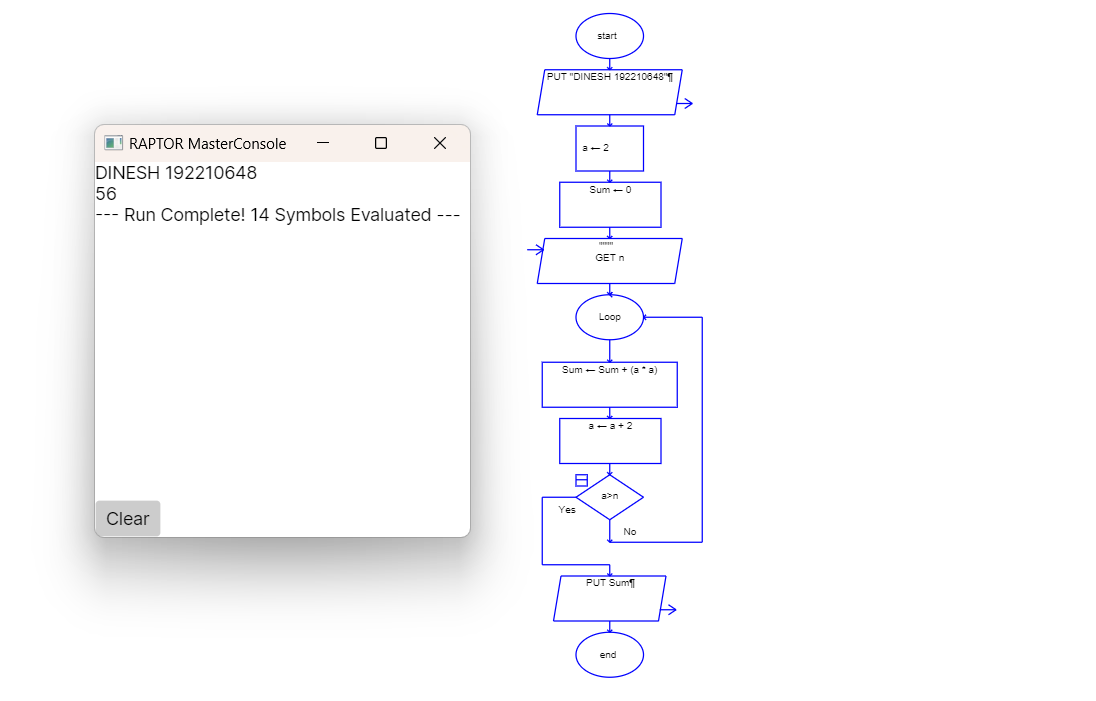 RAPTOR MasterConsole
DINESH 192210648
56
--- Run Complete! 14 Symbols Evaluated ---
Clear
start
PUT "DINESH 192210648"¶
a ← 2
Sum ← 0
""""
GET n
Loop
Sum ← Sum + (a * a)
a ← a + 2
a>n
Yes
No
PUT Sum¶
end